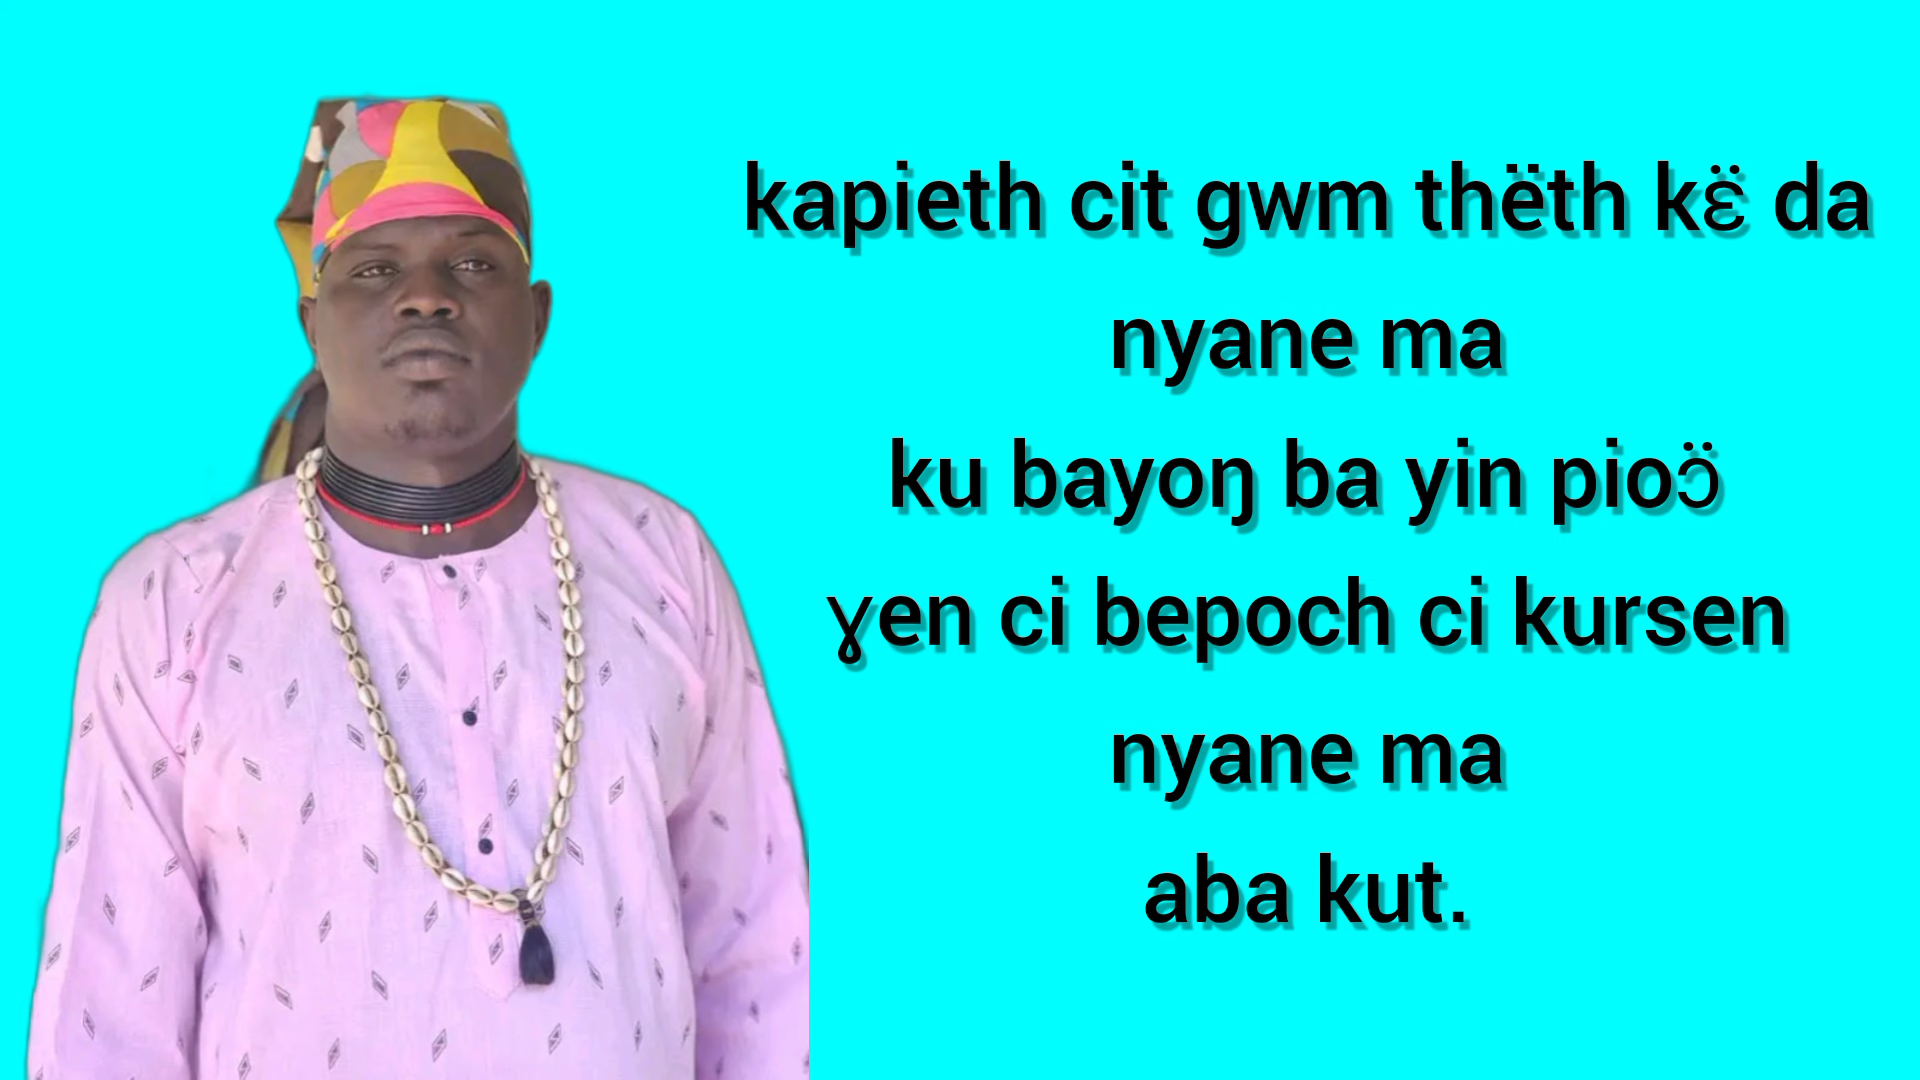 kapieth cit gwm thëth kɛ̈ da
nyane ma
ku bayoŋ ba yin pioɔ̈
ɣen ci bepoch ci kursen
nyane ma
aba kut.